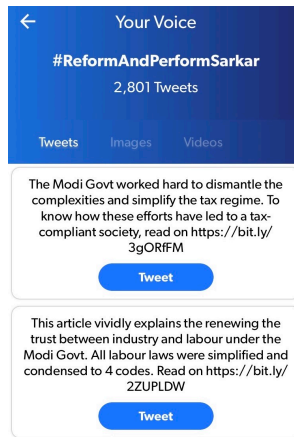 Your Voice
#ReformAndPerformSarkar
2,801 Tweets
Tweets Images Videos
The Modi Govt worked hard to dismantle the
complexities and simplify the tax regime. To
know how these efforts have led to a tax-
compliant society, read on https://bit.ly/
3gORfFM
Tweet
This article vividly explains the renewing the
trust between industry and labour under the
Modi Govt. All labour laws were simplified and
condensed to 4 codes. Read on https://bit.ly/
2ZUPLDW
Tweet